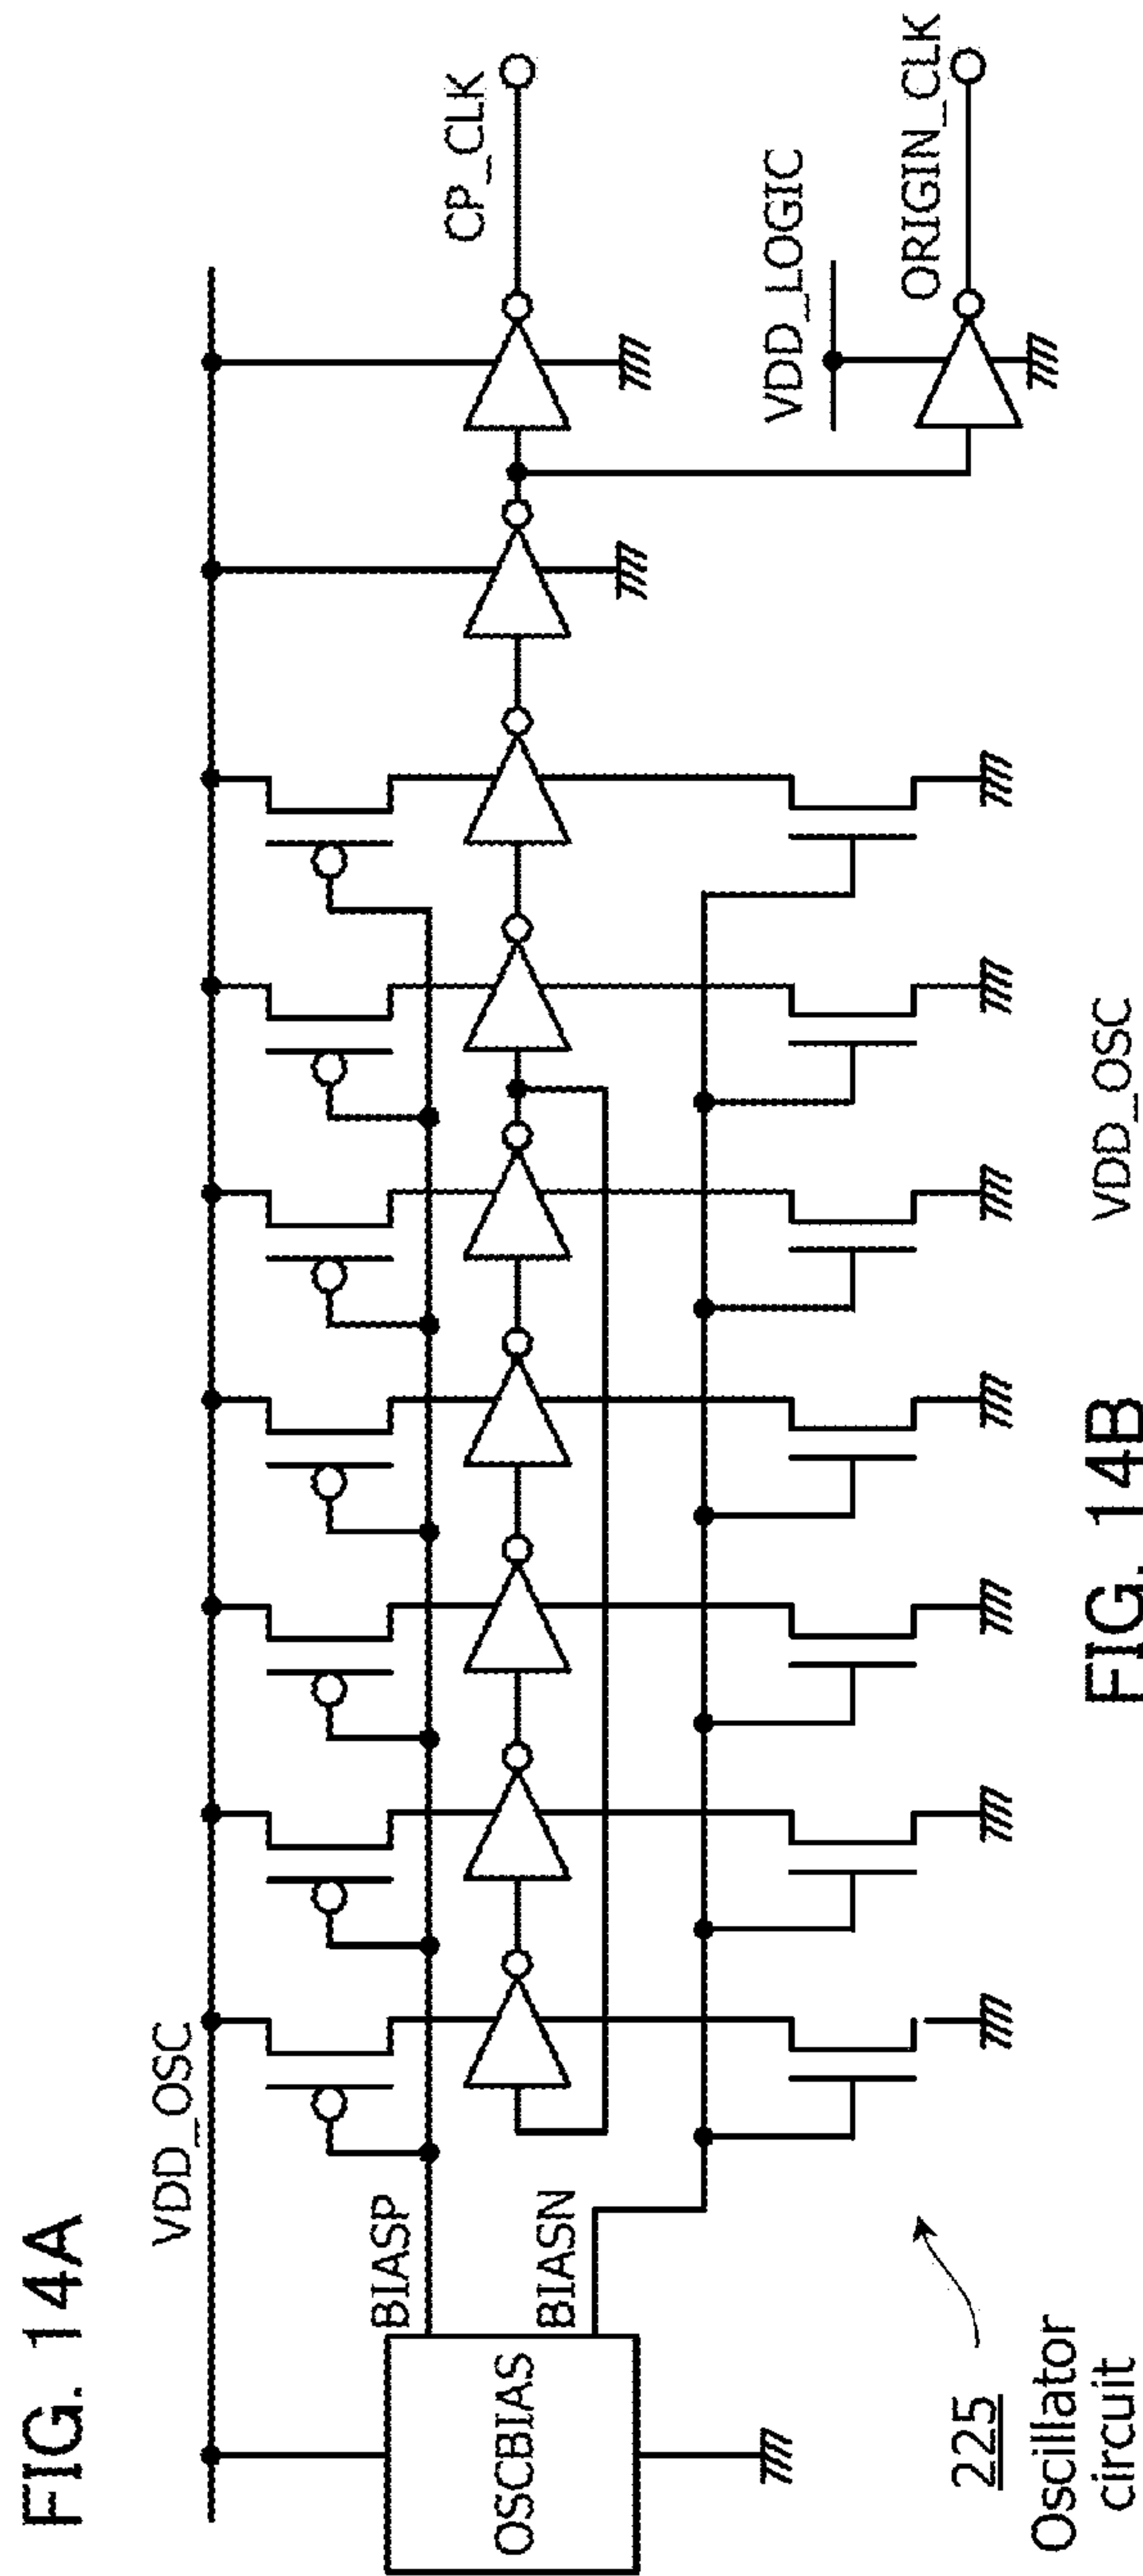 FIG. 14A
VDD_OSC
CP_CLK
BIASP
OSCBIAS
BIASN
VDD_LOGIC
ORIGIN_CLK
225
Oscillator
circuit
FIG. 14B
VDD_OSC